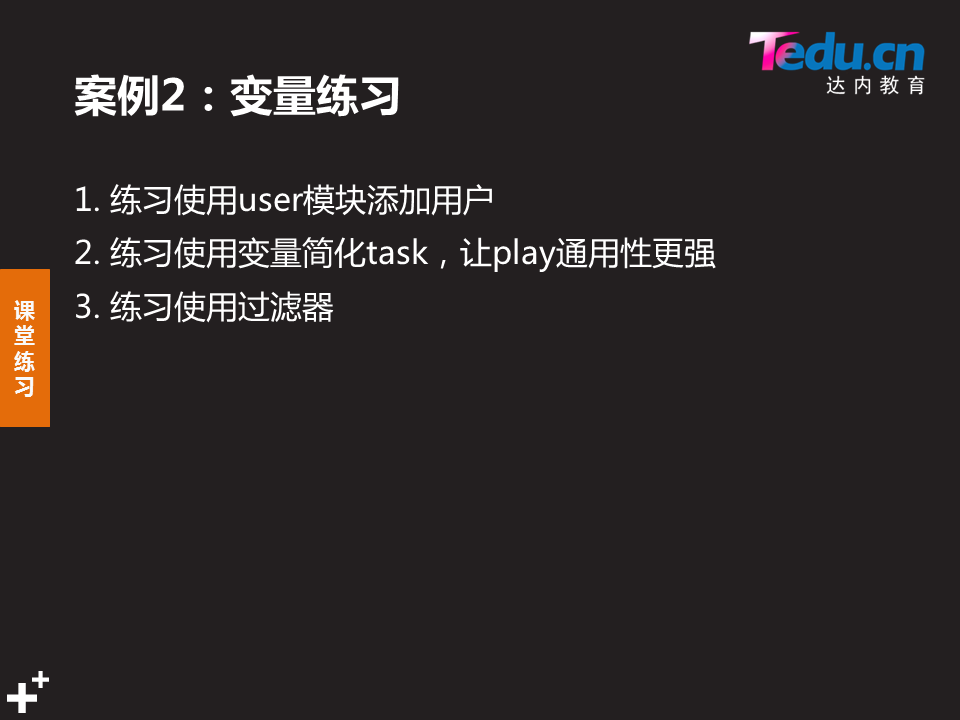 Tedu.cn
达内教育
案例2：变量练习
1. 练习使用user模块添加用户
2. 练习使用变量简化task，让play通用性更强
3. 练习使用过滤器
课
堂
练
习